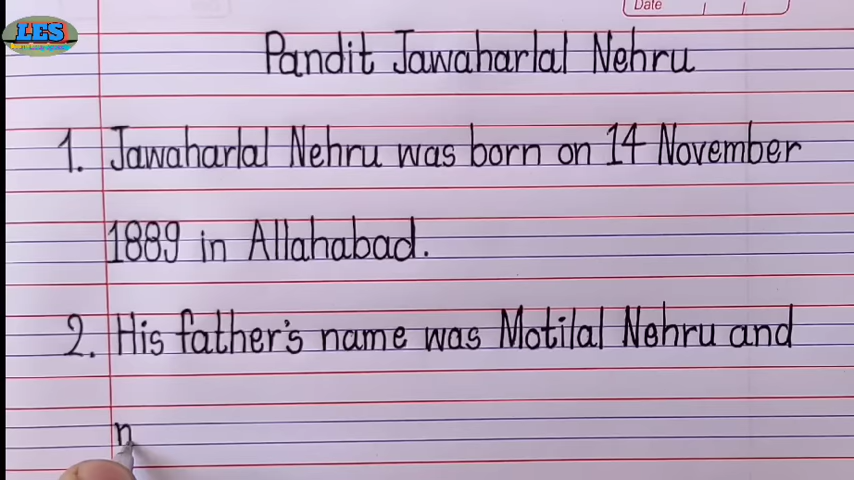 LES
Date
Pandit Jawaharlal Nehru
1. Jawaharlal Nehru was born on 14 November
1889 in Allahabad.
2. His father's name was Motilal Nehru and